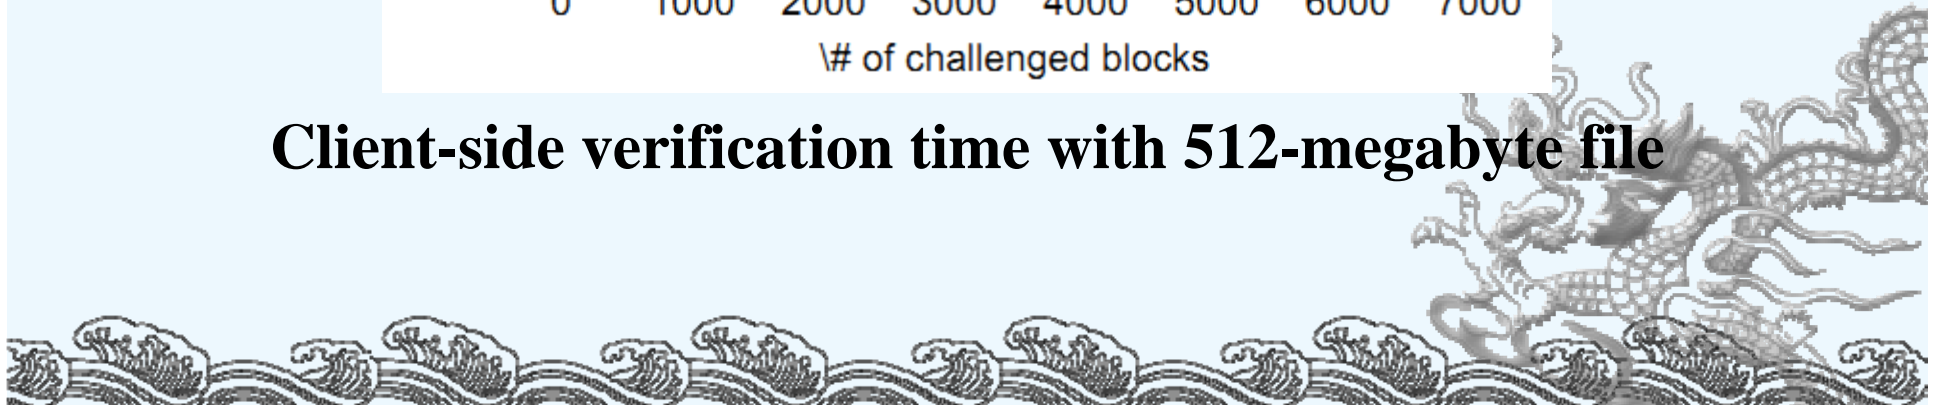 0 1000 2000 3000 4000 5000 6000 7000
\# of challenged blocks
Client-side verification time with 512-megabyte file